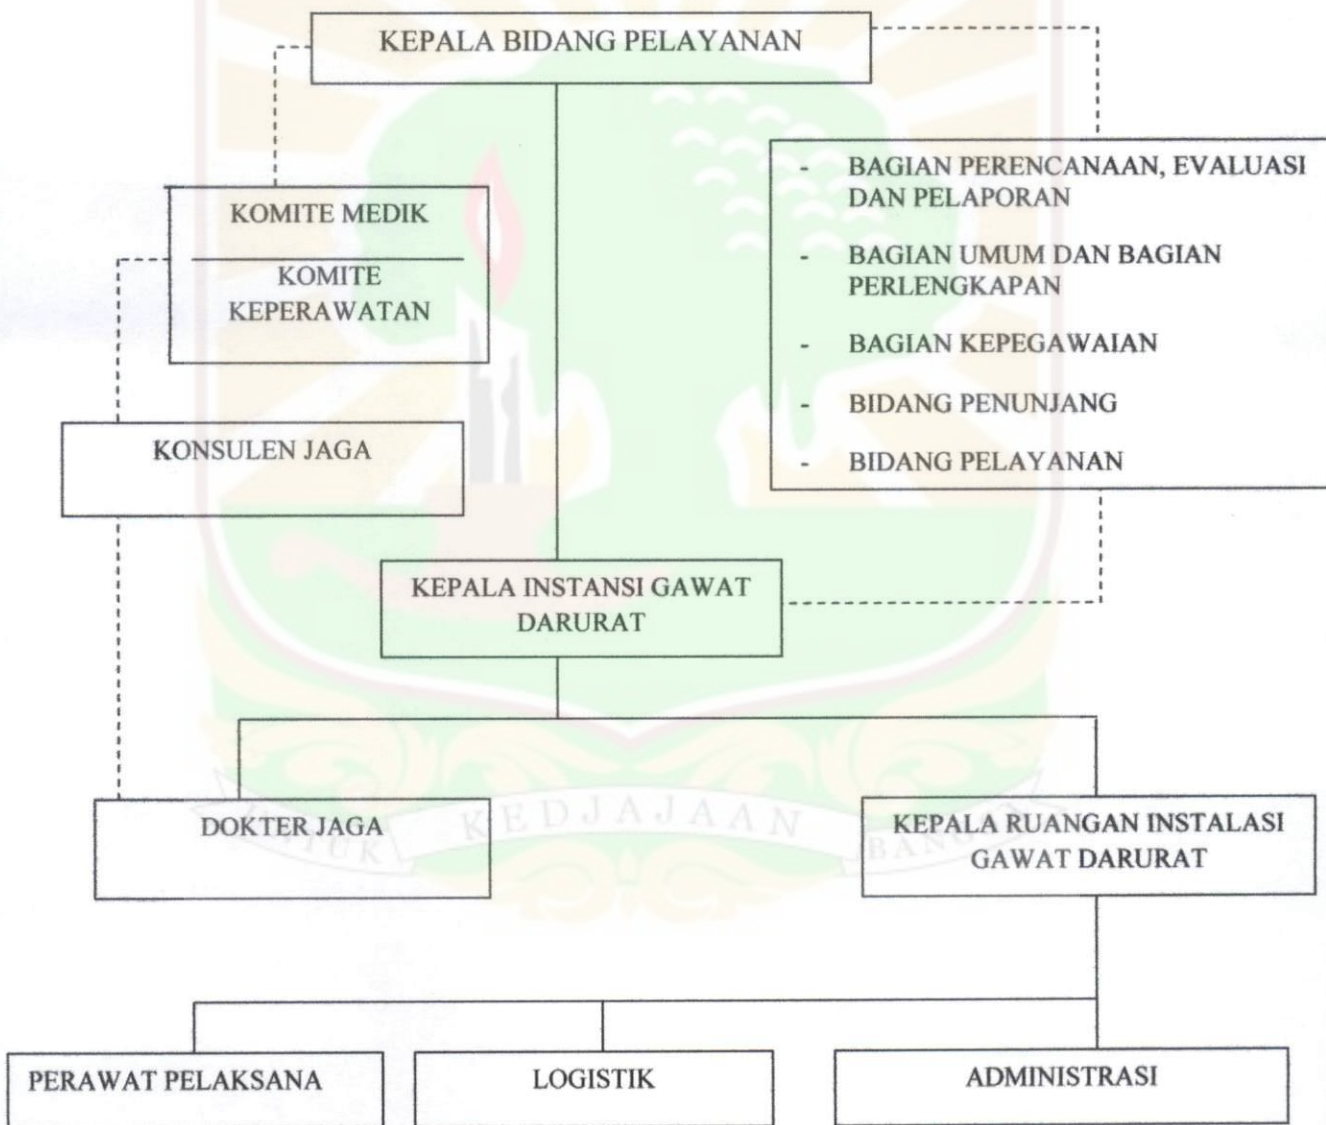 KEPALA BIDANG PELAYANAN
KOMITE MEDIK
KOMITE
KEPERAWATAN
- BAGIAN PERENCANAAN, EVALUASI
DAN PELAPORAN
- BAGIAN UMUM DAN BAGIAN
PERLENGKAPAN
- BAGIAN KEPEGAWAIAN
- BIDANG PENUNJANG
- BIDANG PELAYANAN
KONSULEN JAGA
KEPALA INSTANSI GAWAT
DARURAT
DOKTER JAGA
KEPALA RUANGAN INSTALASI
GAWAT DARURAT
UNTUK KEDJAJAAN BANGSA
PERAWAT PELAKSANA
LOGISTIK
ADMINISTRASI